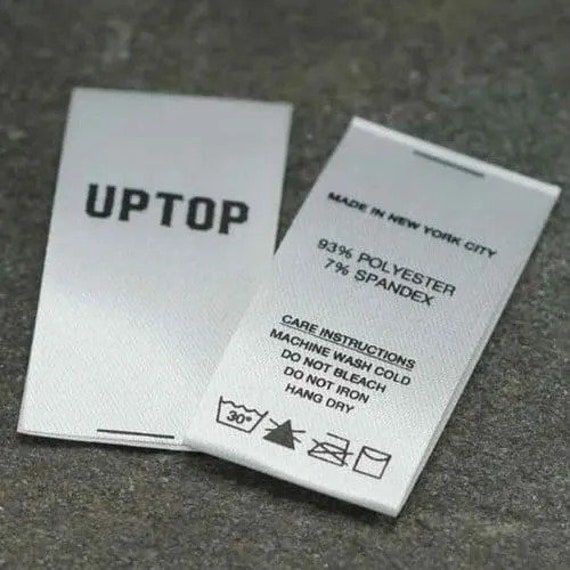 UPTOP
MADE IN NEW YORK CITY
93% POLYESTER
7% SPANDEX
CARE INSTRUCTIONS
MACHINE WASH COLD
DO NOT BLEACH
DO NOT IRON
HANG DRY
30°